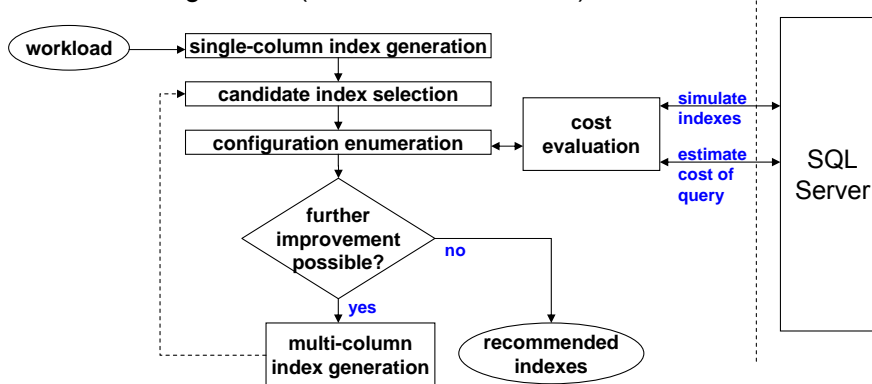 workload
single-column index generation
candidate index selection
configuration enumeration
cost
evaluation
simulate
indexes
estimate
cost of
query
SQL
Server
further
improvement
possible?
no
yes
multi-column
index generation
recommended
indexes